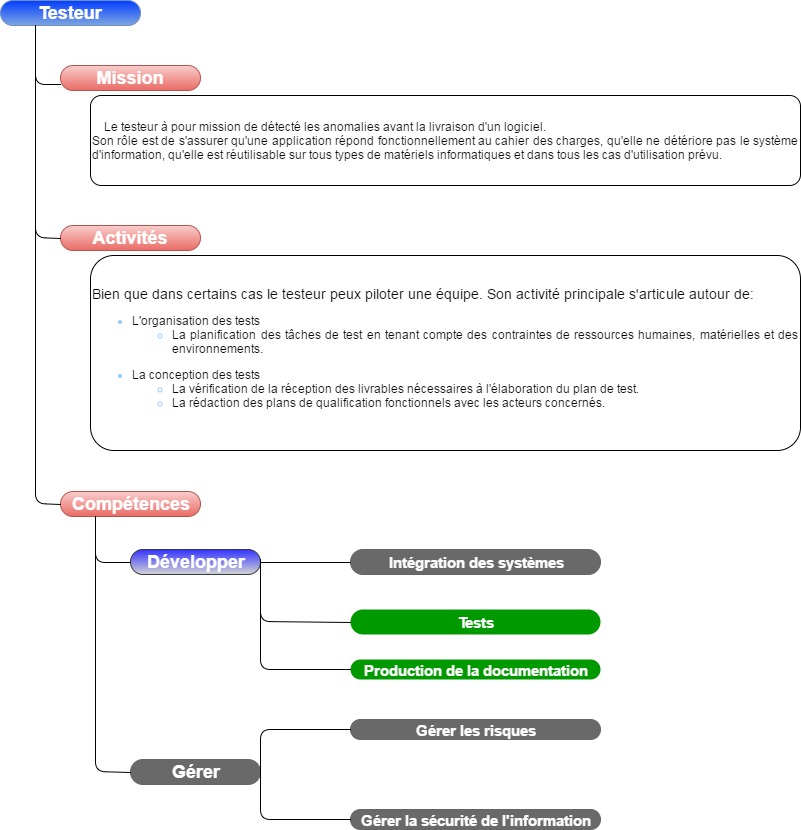 Testeur
Mission
Le testeur à pour mission de détecté les anomalies avant la livraison d'un logiciel.
Son rôle est de s'assurer qu'une application répond fonctionnellement au cahier des charges, qu'elle ne détériore pas le système
d'information, qu'elle est réutilisable sur tous types de matériels informatiques et dans tous les cas d'utilisation prévu.
Activités
Bien que dans certains cas le testeur peux piloter une équipe. Son activité principale s'articule autour de:
L'organisation des tests
La planification des tâches de test en tenant compte des contraintes de ressources humaines, matérielles et des
environnements.
La conception des tests
La vérification de la réception des livrables nécessaires à l'élaboration du plan de test.
La rédaction des plans de qualification fonctionnels avec les acteurs concernés.
Compétences
Développer
Intégration des systèmes
Tests
Production de la documentation
Gérer les risques
Gérer
Gérer la sécurité de l'information